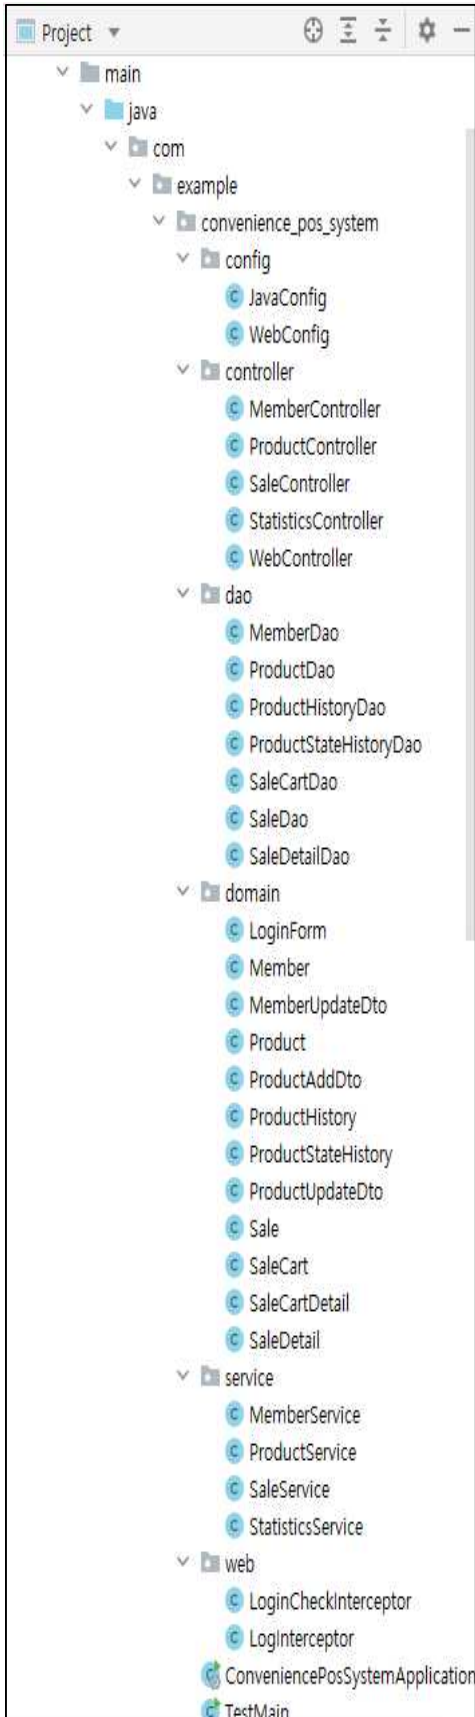 Project
main
java
com
example
convenience_pos_system
config
JavaConfig
WebConfig
controller
MemberController
ProductController
SaleController
StatisticsController
WebController
dao
MemberDao
ProductDao
ProductHistoryDao
ProductStateHistoryDao
SaleCartDao
SaleDao
SaleDetailDao
domain
LoginForm
Member
MemberUpdateDto
Product
ProductAddDto
ProductHistory
ProductStateHistory
ProductUpdateDto
Sale
SaleCart
SaleCartDetail
SaleDetail
service
MemberService
ProductService
SaleService
StatisticsService
web
LoginCheckInterceptor
LogInterceptor
ConveniencePosSystemApplication
TestMain